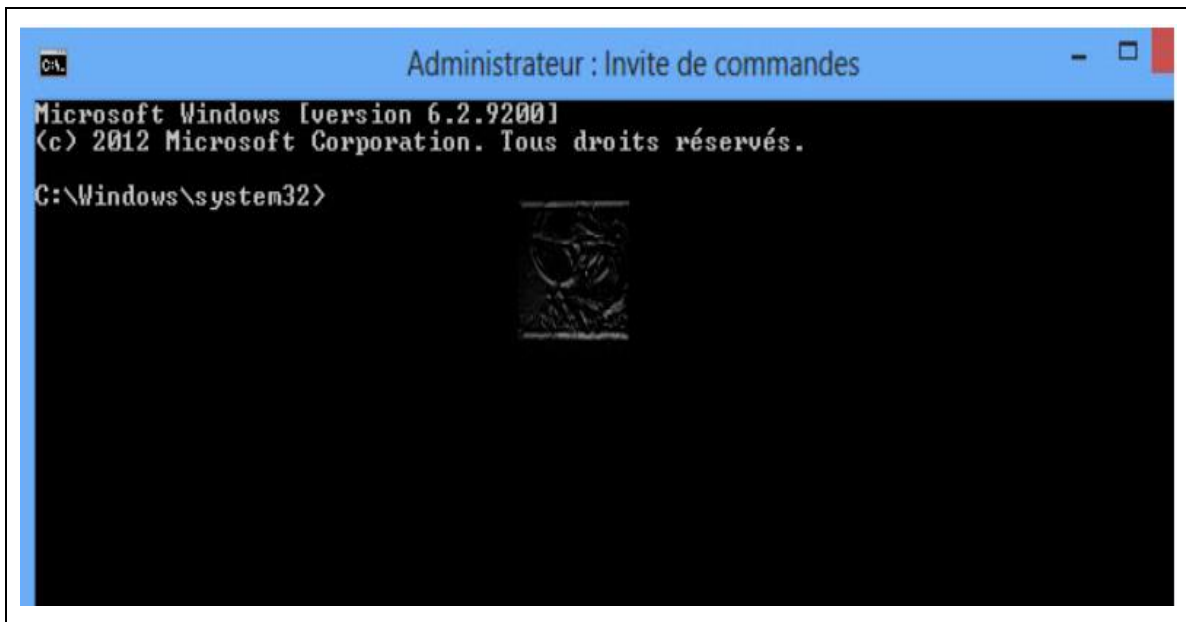 C:\.
Administrateur : Invite de commandes
Microsoft Windows [version 6.2.9200]
(c) 2012 Microsoft Corporation. Tous droits réservés.
C:\Windows\system32>